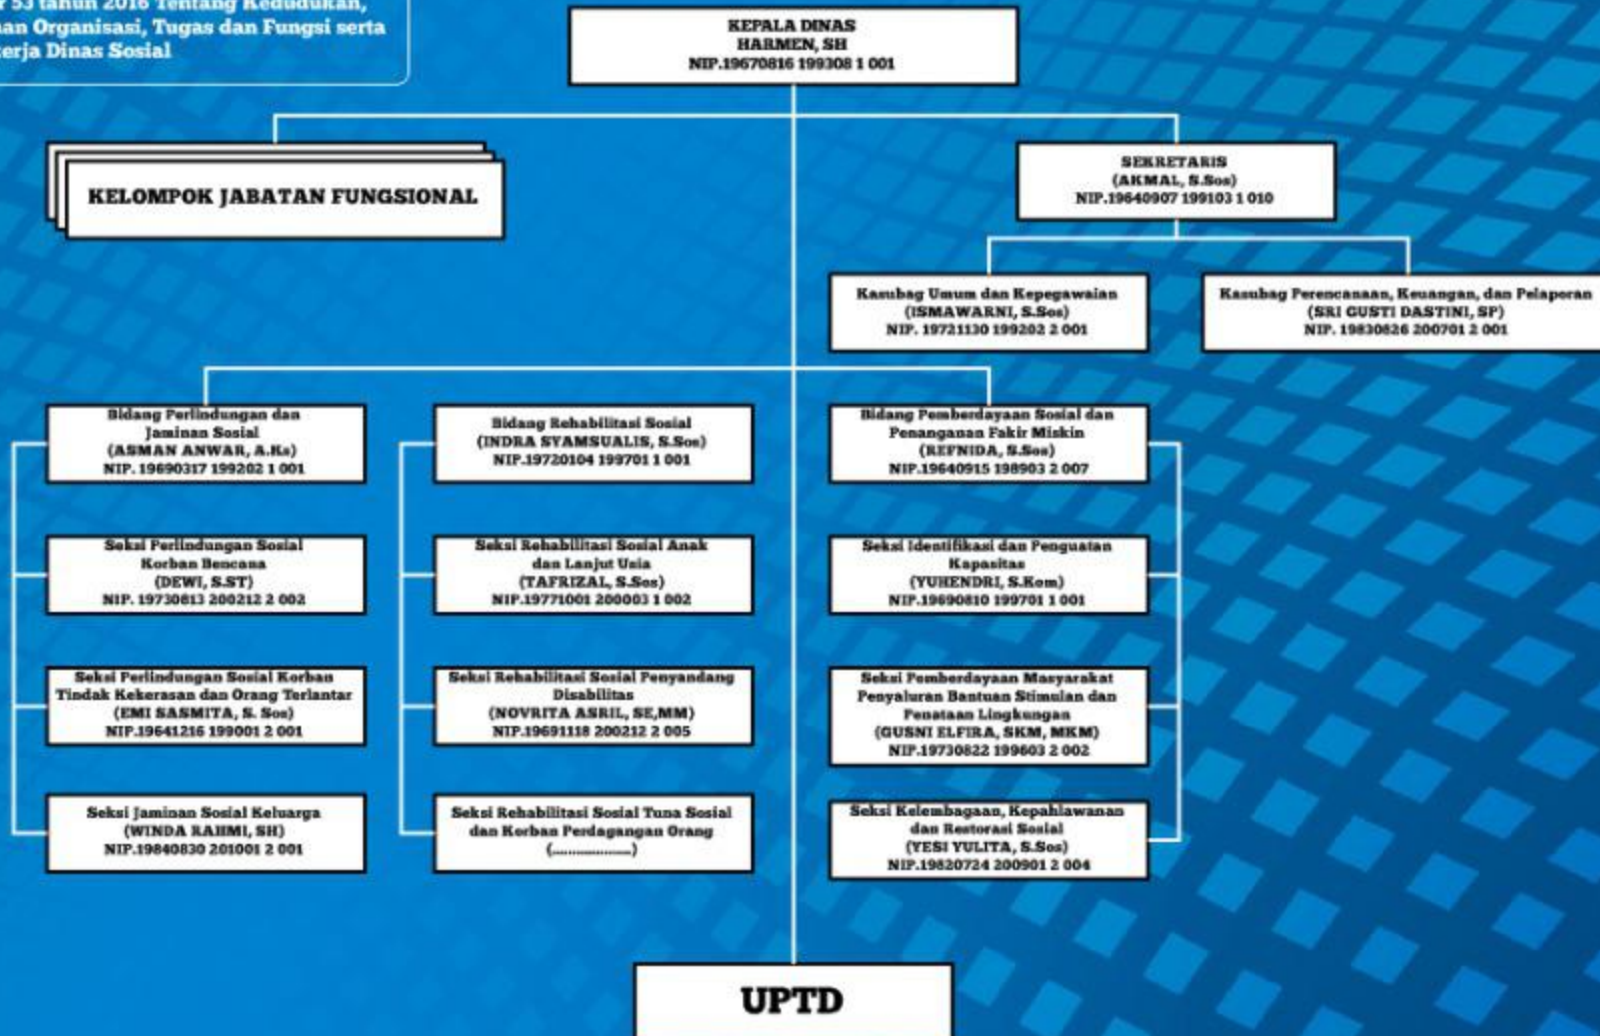 53 tahun 2016 Tentang Kedudukan,
Organisasi, Tugas dan Fungsi serta
Dinas Sosial
KEPALA DINAS
HARMEN, SH
NIP.19670816 199308 1 001
KELOMPOK JABATAN FUNGSIONAL
SEKRETARIS
(AKMAL, S.Sos)
NIP.19640907 199103 1 010
Kasubag Umum dan Kepegawaian
(ISMAWARNI, S.Sos)
NIP. 19721130 199202 2 001
Kasubag Perencanaan, Keuangan, dan Pelaporan
(SRI GUSTI DASTINI, SP)
NIP. 19830826 200701 2 001
Bidang Perlindungan dan
Jaminan Sosial
(ASMAN ANWAR, A.Ks)
NIP. 19690317 199202 1 001
Seksi Perlindungan Sosial
Korban Bencana
(DEWI, S.ST)
NIP. 19730813 200212 2 002
Seksi Perlindungan Sosial Korban
Tindak Kekerasan dan Orang Terlantar
(EMI SASMITA, S. Sos)
NIP.19641216 199001 2 001
Seksi Jaminan Sosial Keluarga
(WINDA RAHMI, SH)
NIP.19840830 201001 2 001
Bidang Rehabilitasi Sosial
(INDRA SYAMSUALIS, S.Sos)
NIP.19720104 199701 1 001
Seksi Rehabilitasi Sosial Anak
dan Lanjut Usia
(TAFRIZAL, S.Sos)
NIP.19771001 200003 1 002
Seksi Rehabilitasi Sosial Penyandang
Disabilitas
(NOVRITA ASRIL, SE,MM)
NIP.19691118 200212 2 005
Seksi Rehabilitasi Sosial Tuna Sosial
dan Korban Perdagangan Orang
(...................)
Bidang Pemberdayaan Sosial dan
Penanganan Fakir Miskin
(REFNIDA, S.Sos)
NIP.19640915 198903 2 007
Seksi Identifikasi dan Penguatan
Kapasitas
(YUHENDRI, S.Kom)
NIP.19690810 199701 1 001
Seksi Pemberdayaan Masyarakat
Penyaluran Bantuan Stimulan dan
Penataan Lingkungan
(GUSNI ELFIRA, SKM, MKM)
NIP.19730822 199603 2 002
Seksi Kelembagaan, Kepahlawanan
dan Restorasi Sosial
(YESI YULITA, S.Sos)
NIP.19820724 200901 2 004
UPTD